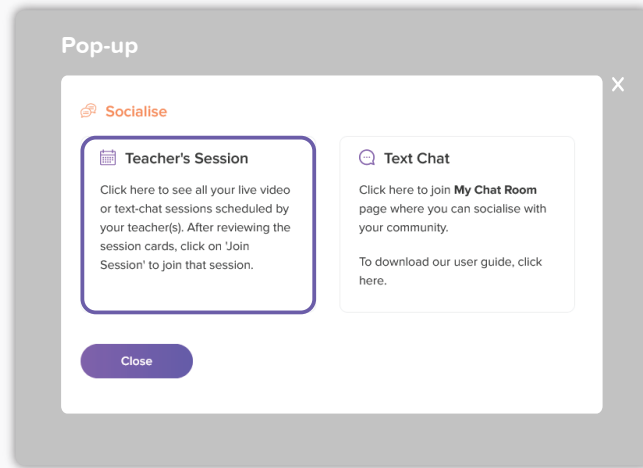 Pop-up
X
Socialise
Teacher's Session
Click here to see all your live video
or text-chat sessions scheduled by
your teacher(s). After reviewing the
session cards, click on 'Join
Session' to join that session.
Text Chat
Click here to join My Chat Room
page where you can socialise with
your community.
To download our user guide, click
here.
Close